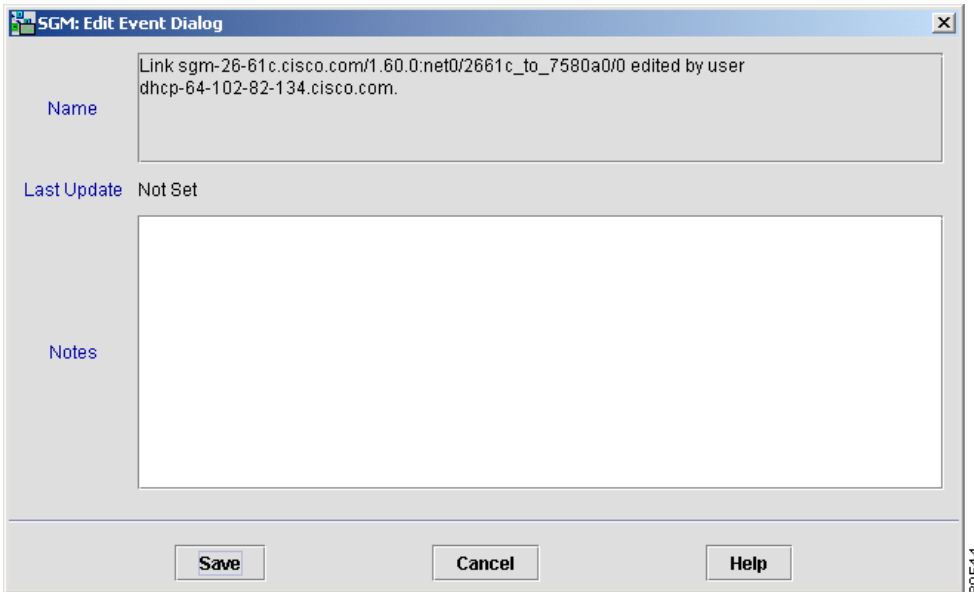 SGM: Edit Event Dialog
Name
Link sgm-26-61c.cisco.com/1.60.0:net0/2661c_to_7580a0/0 edited by user
dhcp-64-102-82-134.cisco.com.
Last Update Not Set
Notes
Save Cancel Help